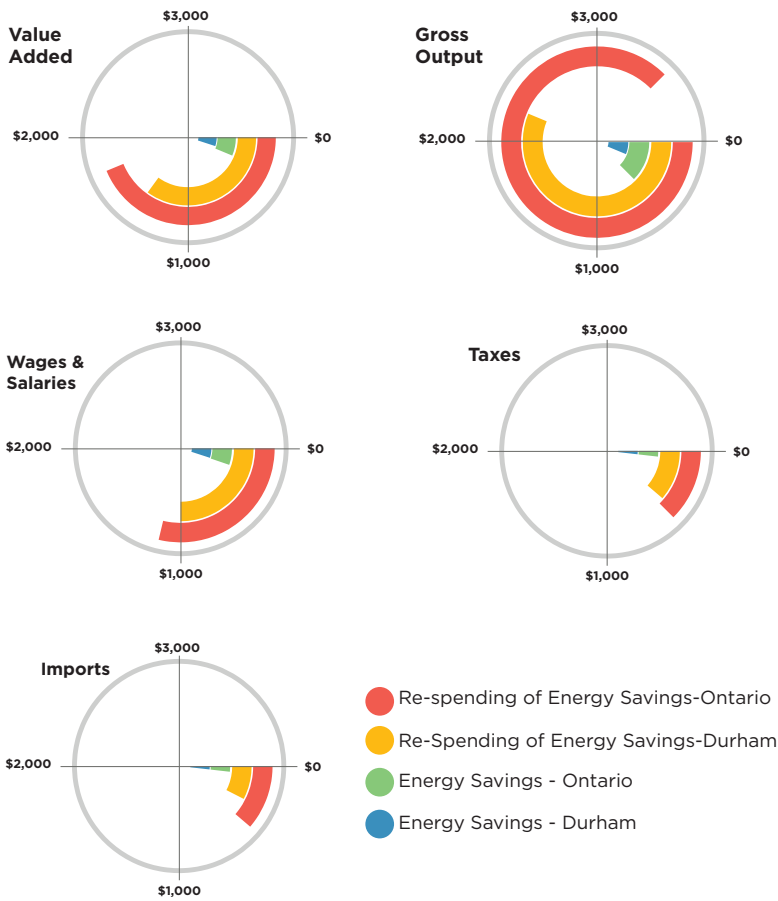 Value
Added
$3,000
$2,000
$0
$1,000
Gross
Output
$3,000
$2,000
$0
$1,000
Wages &
Salaries
$3,000
$2,000
$0
$1,000
Taxes
$3,000
$2,000
$0
$1,000
Imports
$3,000
$2,000
$0
$1,000
Re-spending of Energy Savings-Ontario
Re-Spending of Energy Savings-Durham
Energy Savings - Ontario
Energy Savings - Durham